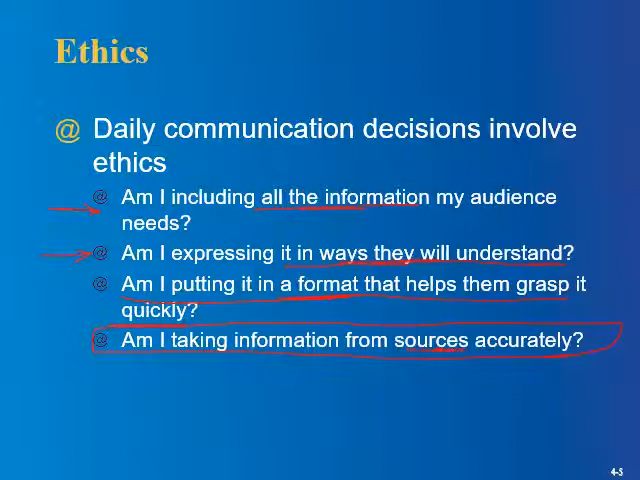 Ethics
@ Daily communication decisions involve
ethics
@ Am I including all the information my audience
needs?
@ Am I expressing it in ways they will understand?
@ Am I putting it in a format that helps them grasp it
quickly?
@ Am I taking information from sources accurately?
4-5